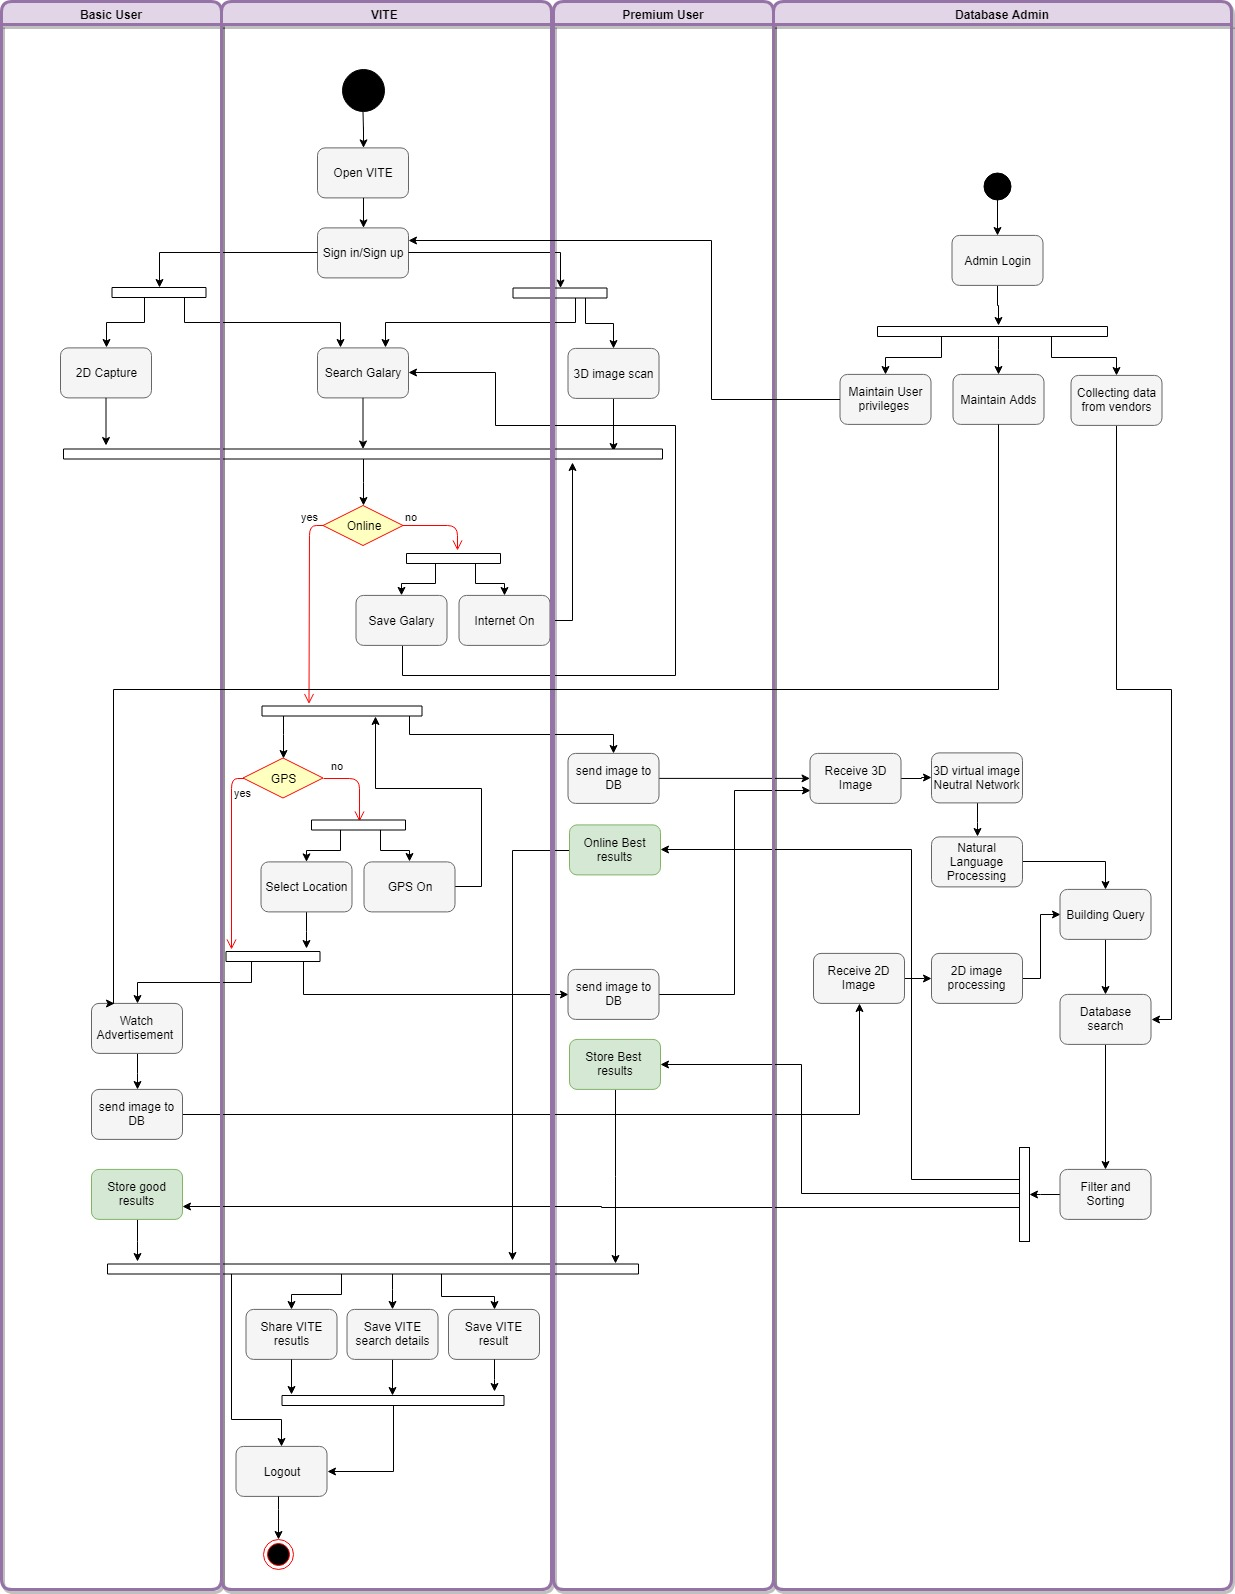 Basic User
VITE
Premium User
Database Admin
Open VITE
Sign in/Sign up
Admin Login
2D Capture
Search Galary
3D image scan
Maintain User
privileges
Maintain Adds
Collecting data
from vendors
yes
Online
no
Save Galary
Internet On
GPS
no
yes
send image to
DB
Receive 3D
Image
3D virtual image
Neutral Network
Online Best
results
Natural
Language
Processing
Select Location
GPS On
Building Query
send image to
DB
Receive 2D
Image
2D image
processing
Watch
Advertisement
Database
search
Store Best
results
send image to
DB
Store good
results
Filter and
Sorting
Share VITE
resutls
Save VITE
search details
Save VITE
result
Logout